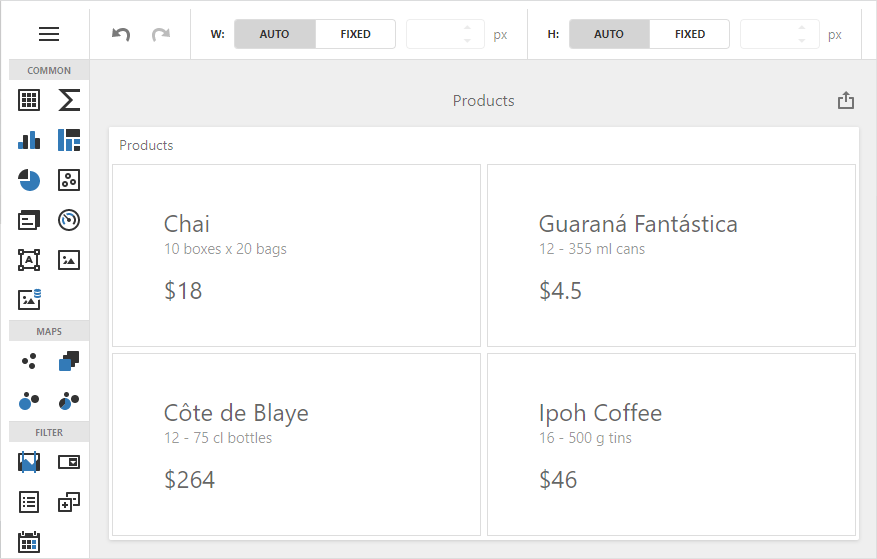 W: AUTO FIXED px H: AUTO FIXED px
COMMON
A
MAPS
FILTER
Products
Products
Chai
10 boxes x 20 bags
$18
Guaraná Fantástica
12 - 355 ml cans
$4.5
Côte de Blaye
12 - 75 cl bottles
$264
Ipoh Coffee
16 - 500 g tins
$46